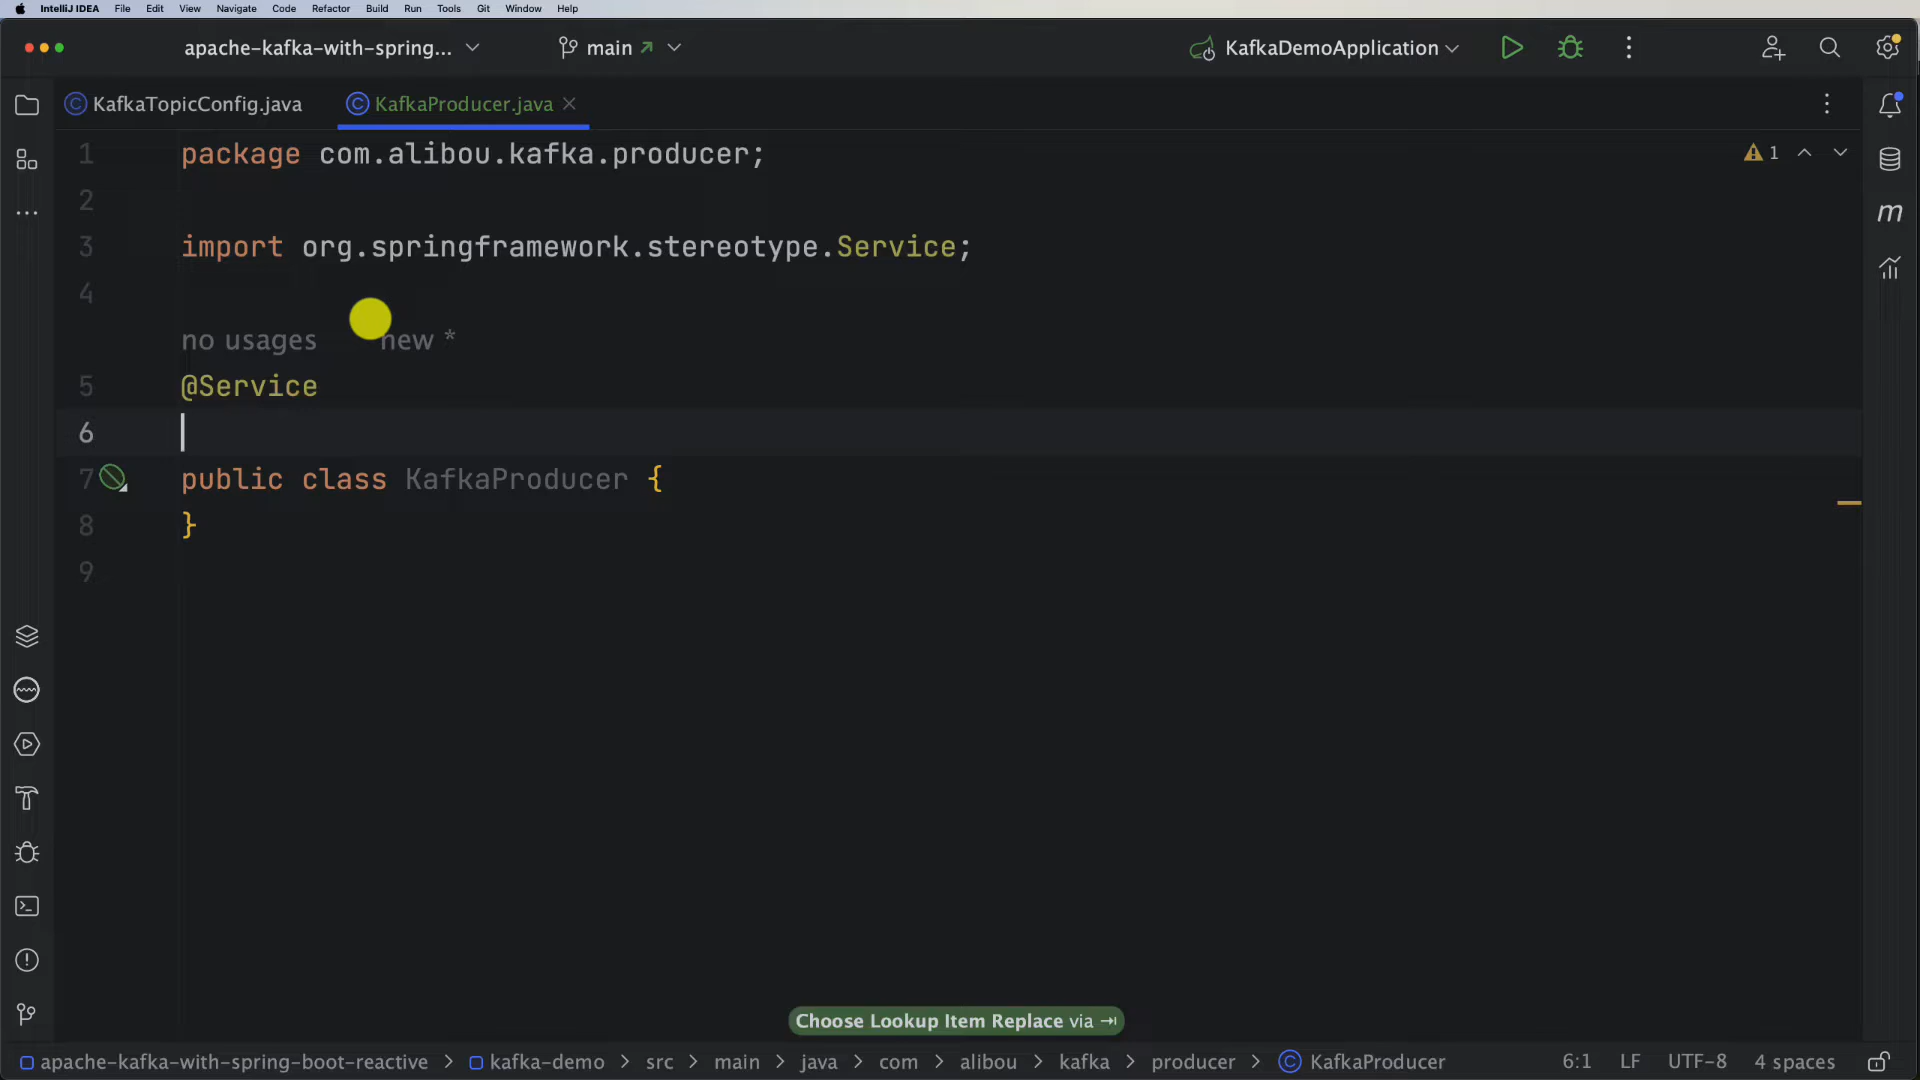 IntelliJ IDEA File Edit View Navigate Code Refactor Build Run Tools Git Window Help
apache-kafka-with-spring... main KafkaDemoApplication
KafkaTopicConfig.java KafkaProducer.java
1 package com.alibou.kafka.producer; 1
2
3 import org.springframework.stereotype.Service;
4
no usages new *
5 @Service
6
7 public class KafkaProducer {
8 }
9
Choose Lookup Item Replace via
apache-kafka-with-spring-boot-reactive > kafka-demo > src > main > java > com > alibou > kafka > producer > KafkaProducer 6:1 LF UTF-8 4 spaces